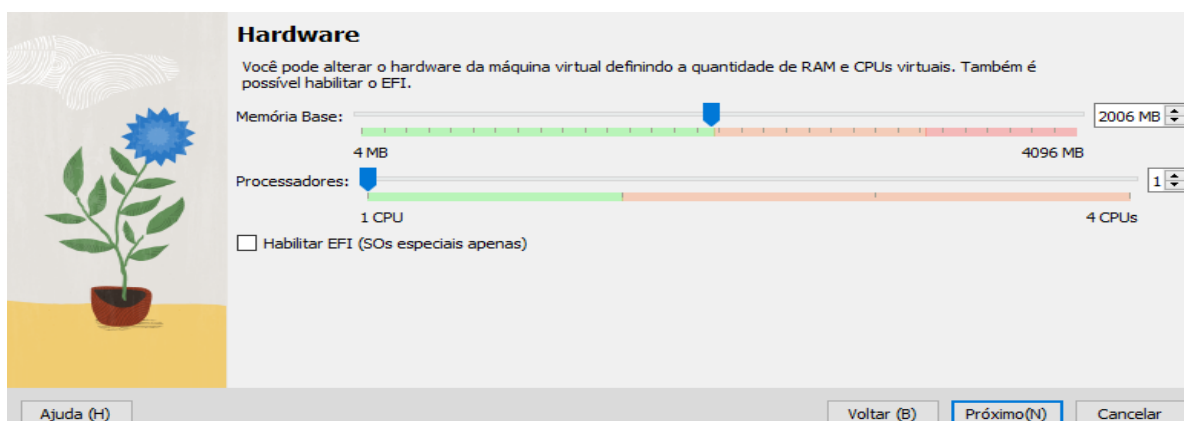 Hardware
Você pode alterar o hardware da máquina virtual definindo a quantidade de RAM e CPUs virtuais. Também é
possível habilitar o EFI.
Memória Base:
2006 MB
4 MB
4096 MB
Processadores:
1
1 CPU
4 CPUs
Habilitar EFI (SOs especiais apenas)
Ajuda (H)
Voltar (B)
Próximo(N)
Cancelar